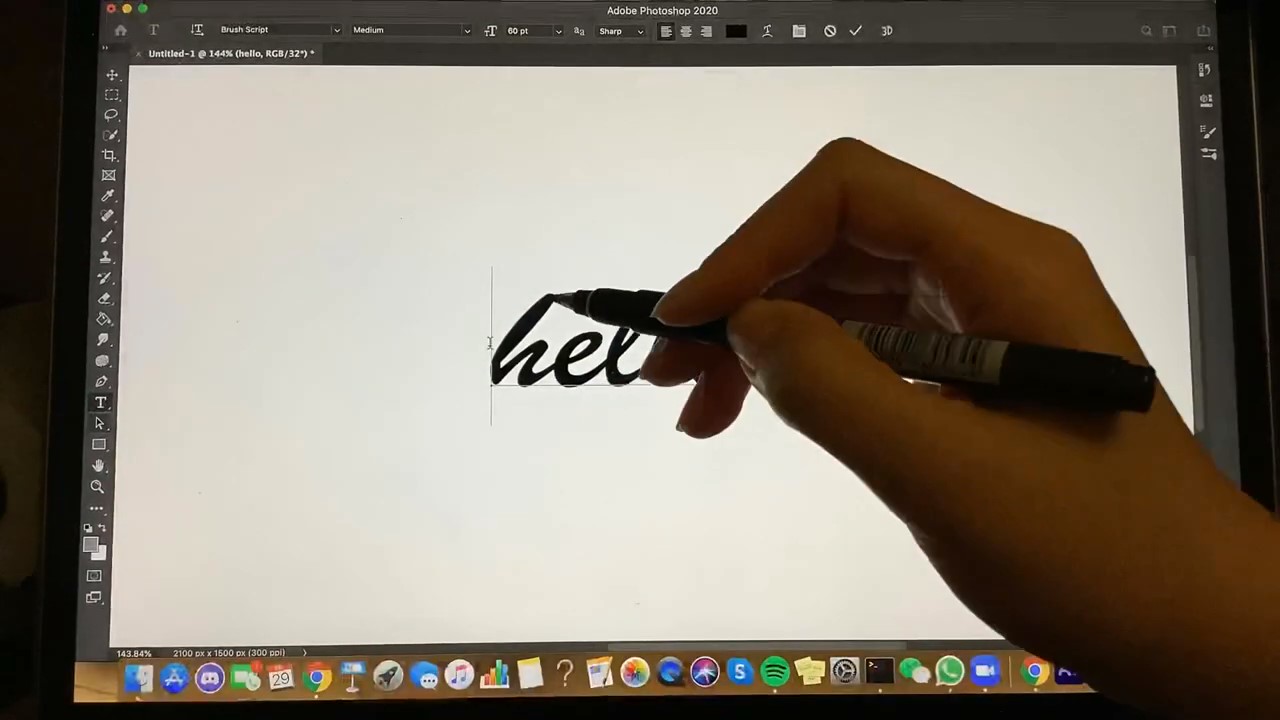 Adobe Photoshop 2020
Brush Script Medium 60 pt Sharp 3D
Untitled-1 @ 144% (hello, RGB/32*) *
hel
T
143.84% 2100 px x 1500 px (300 ppi)
29